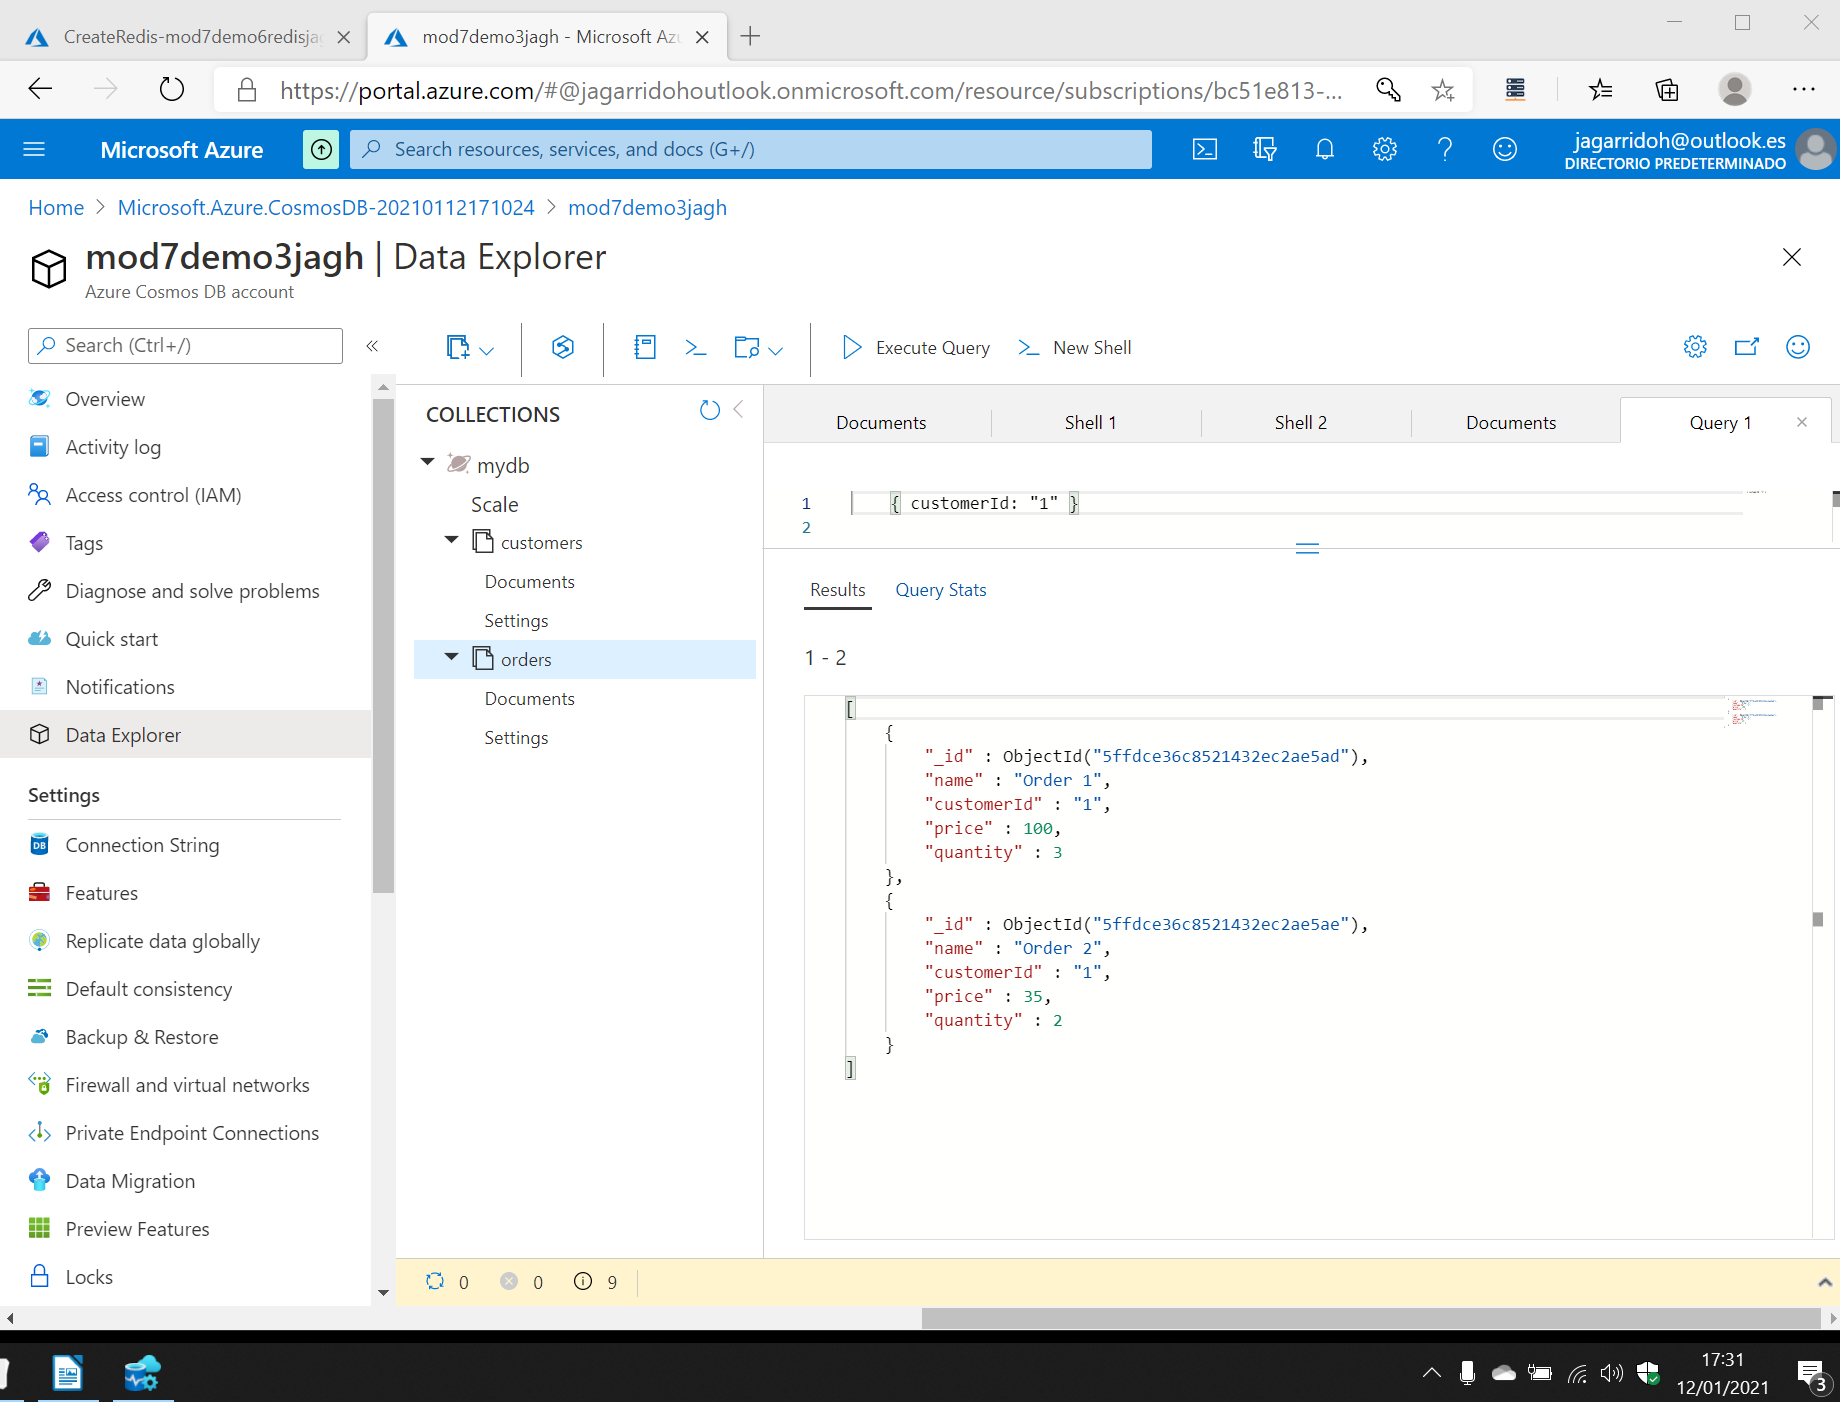 CreateRedis-mod7demo6redisjag
mod7demo3jagh - Microsoft Azu
https://portal.azure.com/#@jagarridohoutlook.onmicrosoft.com/resource/subscriptions/bc51e813-...
Microsoft Azure
Search resources, services, and docs (G+/)
jagarridoh@outlook.es
DIRECTORIO PREDETERMINADO
Home > Microsoft.Azure.CosmosDB-20210112171024 > mod7demo3jagh
mod7demo3jagh | Data Explorer
Azure Cosmos DB account
Search (Ctrl+/)
«
Execute Query
New Shell
Overview
Activity log
Access control (IAM)
Tags
Diagnose and solve problems
Quick start
Notifications
Data Explorer
Settings
Connection String
Features
Replicate data globally
Default consistency
Backup & Restore
Firewall and virtual networks
Private Endpoint Connections
Data Migration
Preview Features
Locks
COLLECTIONS
mydb
Scale
customers
Documents
Settings
orders
Documents
Settings
Documents
Shell 1
Shell 2
Documents
Query 1
1 { customerId: "1" }
2
Results
Query Stats
1 - 2
[
{
"_id" : ObjectId("5ffdce36c8521432ec2ae5ad"),
"name" : "Order 1",
"customerId" : "1",
"price" : 100,
"quantity" : 3
},
{
"_id" : ObjectId("5ffdce36c8521432ec2ae5ae"),
"name" : "Order 2",
"customerId" : "1",
"price" : 35,
"quantity" : 2
}
]
0 0 9
17:31
12/01/2021
3